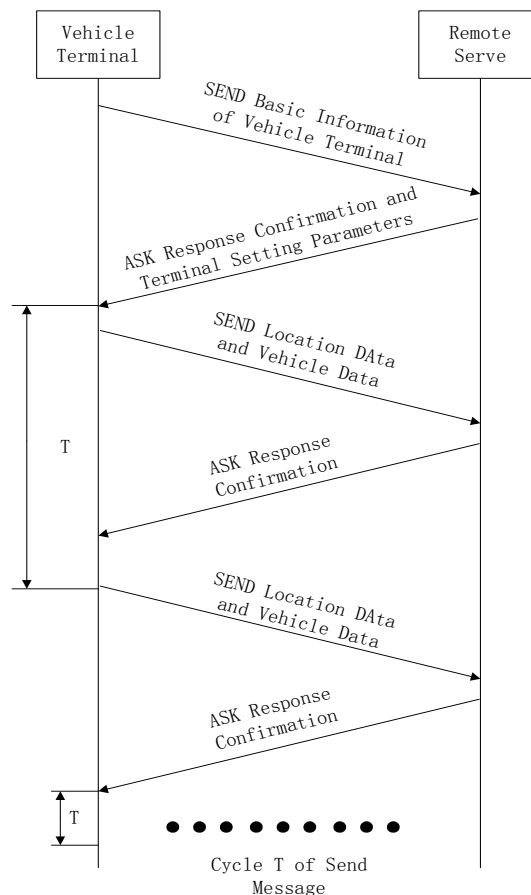 Vehicle
Terminal
Remote
Serve
SEND Basic Information
of Vehicle Terminal
ASK Response Confirmation and
Terminal Setting Parameters
SEND Location DAta
and Vehicle Data
T
ASK Response
Confirmation
SEND Location DAta
and Vehicle Data
ASK Response
Confirmation
T
Cycle T of Send
Message